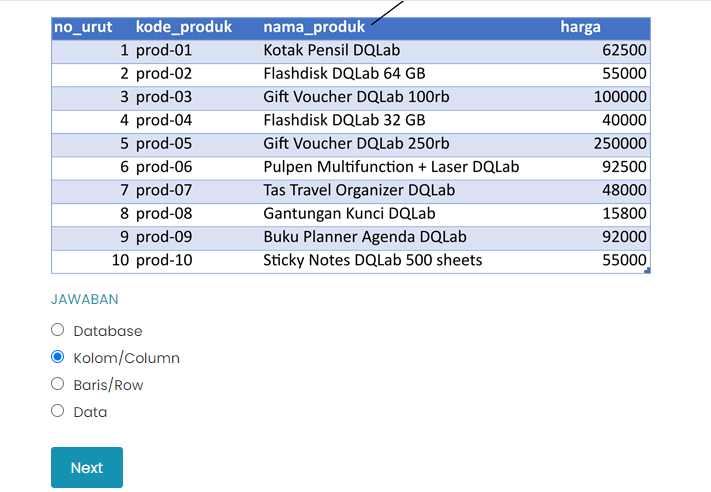 no_urut kode_produk nama_produk harga
1 prod-01 Kotak Pensil DQLab 62500
2 prod-02 Flashdisk DQLab 64 GB 55000
3 prod-03 Gift Voucher DQLab 100rb 100000
4 prod-04 Flashdisk DQLab 32 GB 40000
5 prod-05 Gift Voucher DQLab 250rb 250000
6 prod-06 Pulpen Multifunction + Laser DQLab 92500
7 prod-07 Tas Travel Organizer DQLab 48000
8 prod-08 Gantungan Kunci DQLab 15800
9 prod-09 Buku Planner Agenda DQLab 92000
10 prod-10 Sticky Notes DQLab 500 sheets 55000
JAWABAN
Database
Kolom/Column
Baris/Row
Data
Next